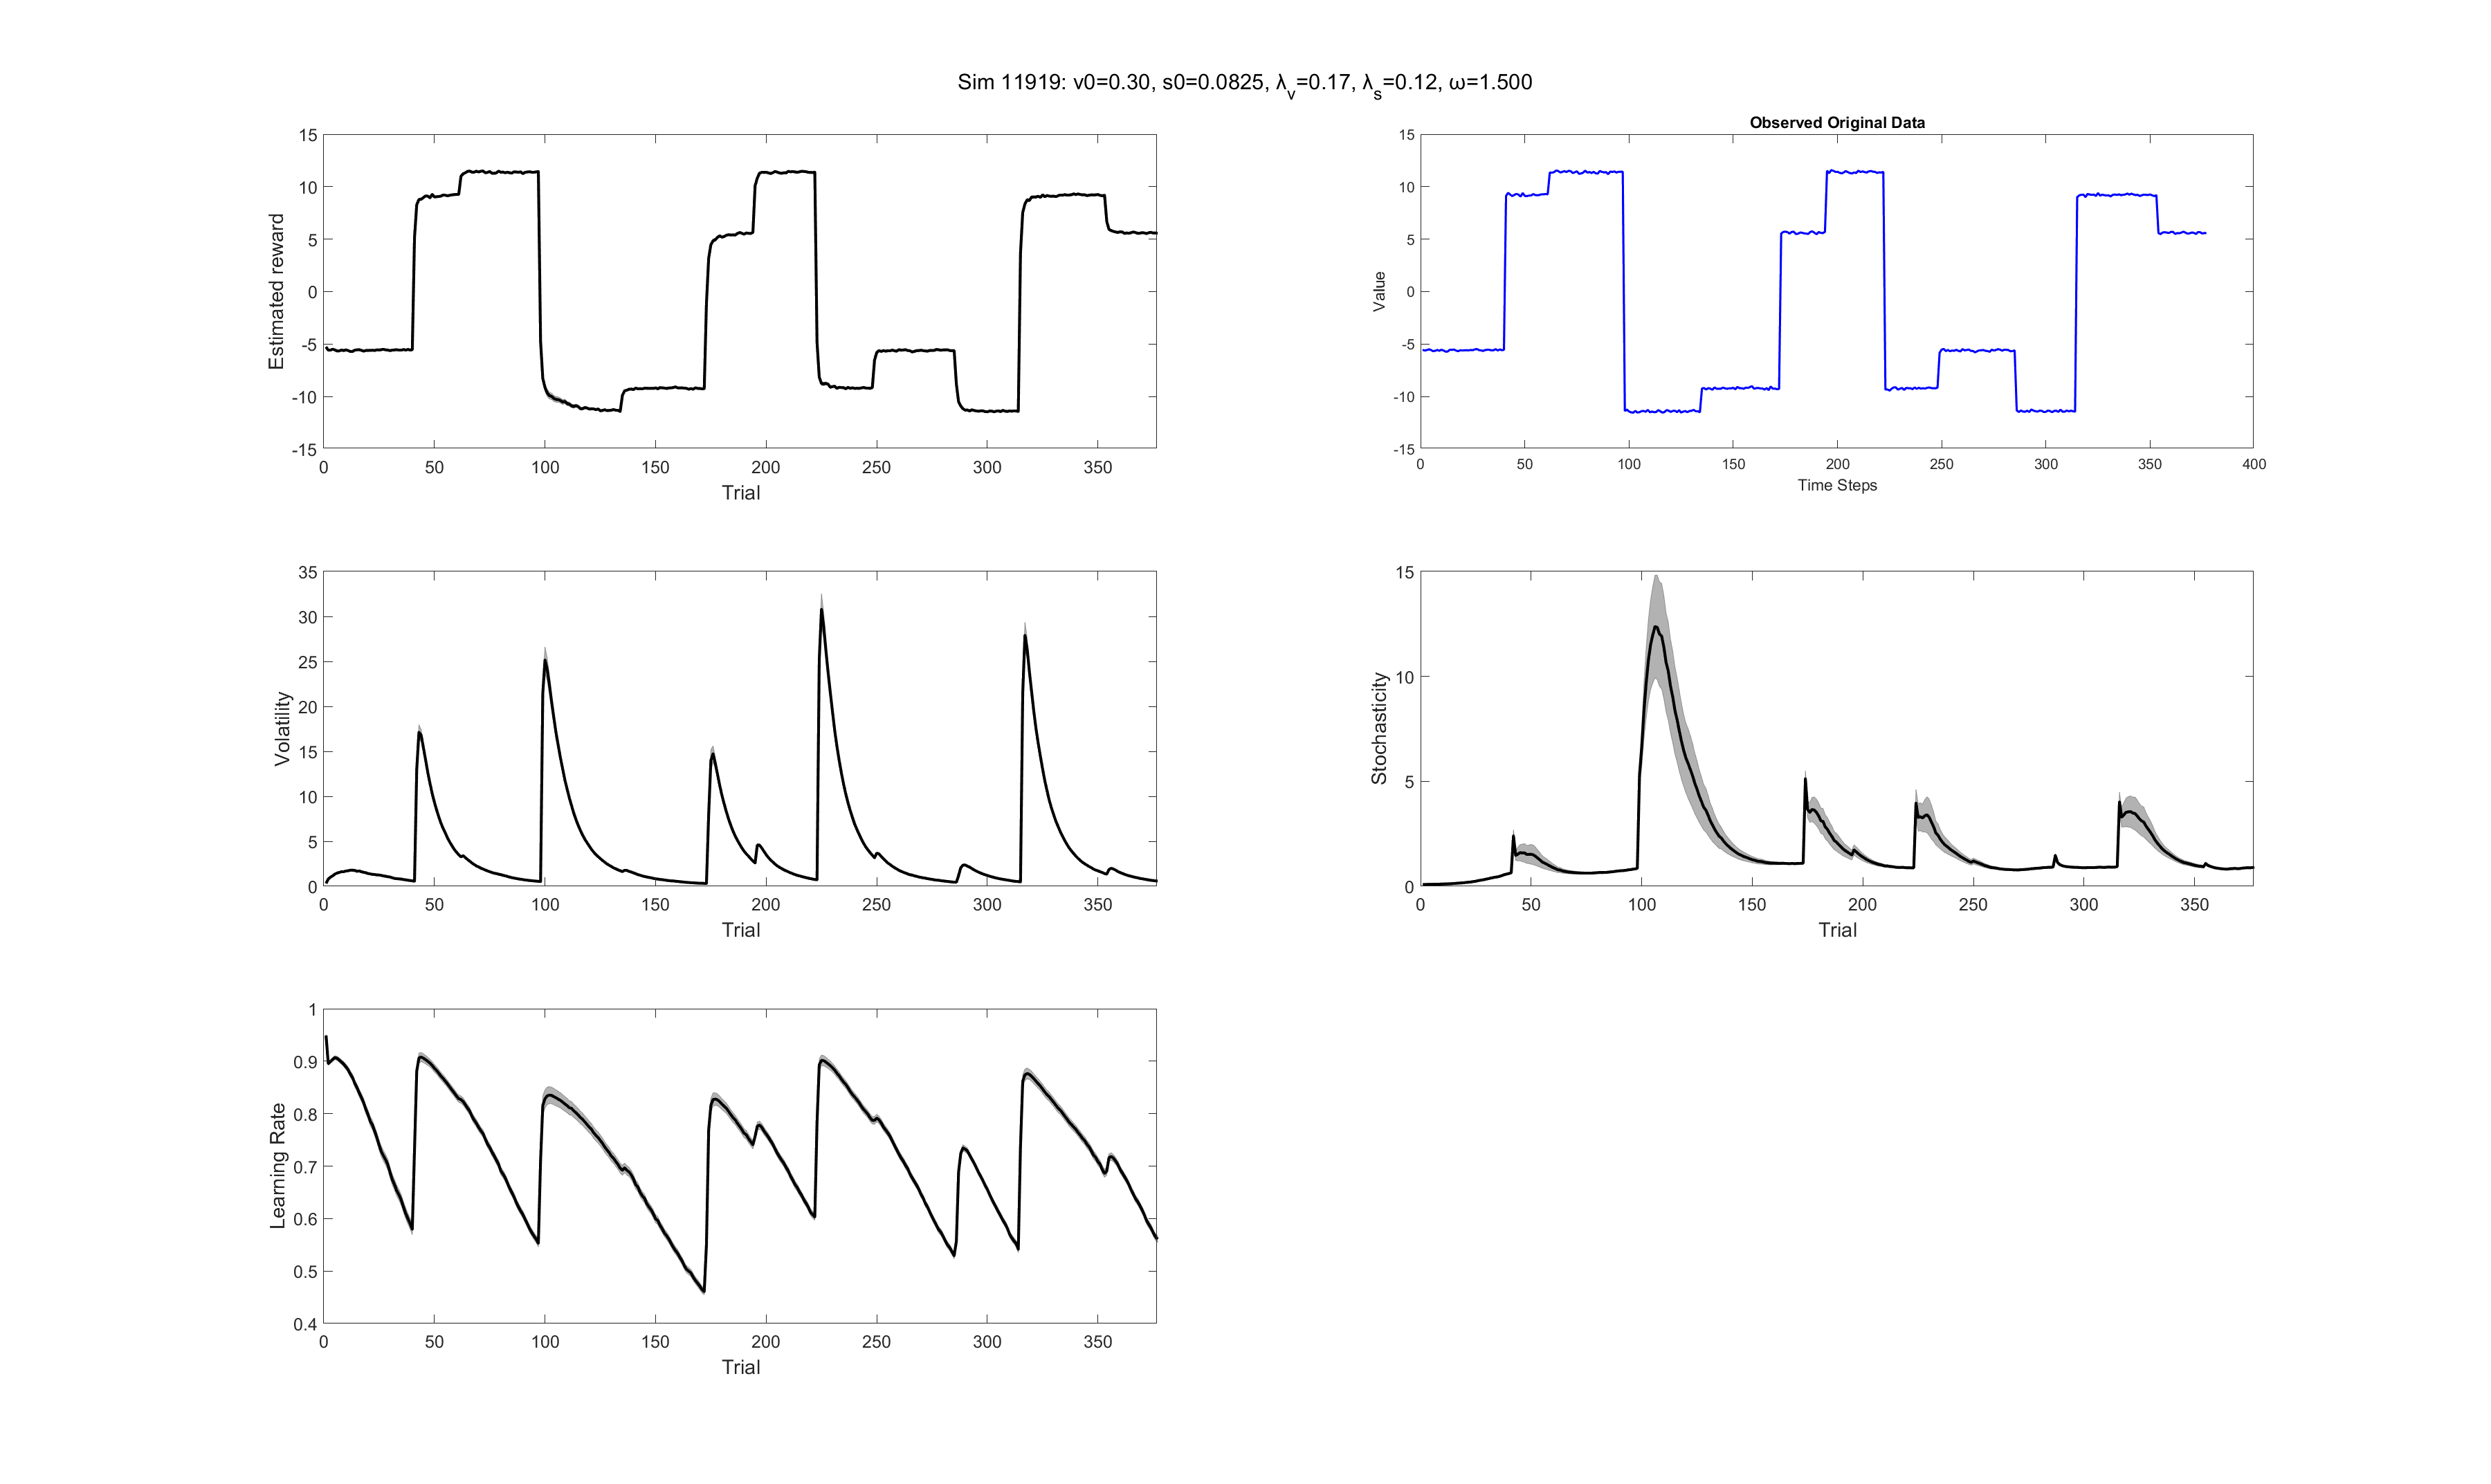 Sim 11919: v0=0.30, s0=0.0825, λv=0.17, λs=0.12, ω=1.500
15
10
5
0
-5
-10
-15
Estimated reward
0 50 100 150 200 250 300 350
Trial
Observed Original Data
15
10
5
0
-5
-10
-15
Value
0 50 100 150 200 250 300 350 400
Time Steps
35
30
25
20
15
10
5
0
Volatility
0 50 100 150 200 250 300 350
Trial
15
10
5
0
Stochasticity
0 50 100 150 200 250 300 350
Trial
1
0.9
0.8
0.7
0.6
0.5
0.4
Learning Rate
0 50 100 150 200 250 300 350
Trial